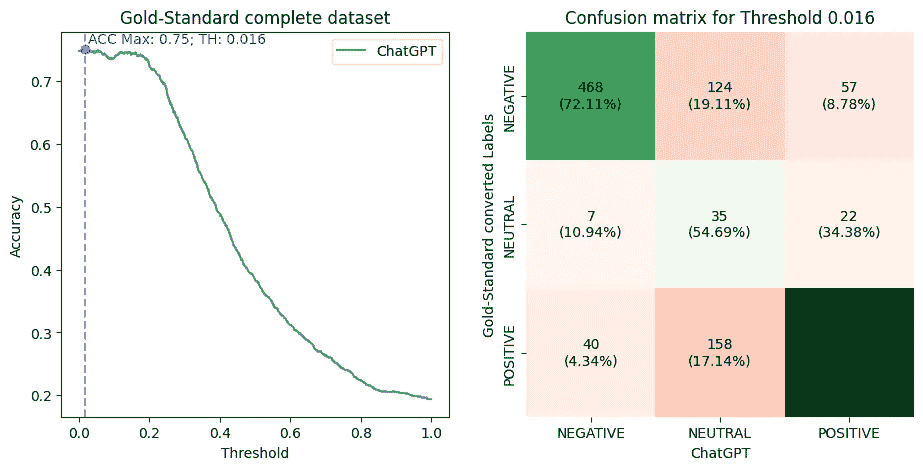 Gold-Standard complete dataset
ACC Max: 0.75; TH: 0.016
ChatGPT
Accuracy
0.7
0.6
0.5
0.4
0.3
0.2
0.0 0.2 0.4 0.6 0.8 1.0
Threshold
Confusion matrix for Threshold 0.016
Gold-Standard converted Labels
NEGATIVE
468 124 57
(72.11%) (19.11%) (8.78%)
NEUTRAL
7 35 22
(10.94%) (54.69%) (34.38%)
POSITIVE
40 158
(4.34%) (17.14%)
NEGATIVE NEUTRAL POSITIVE
ChatGPT